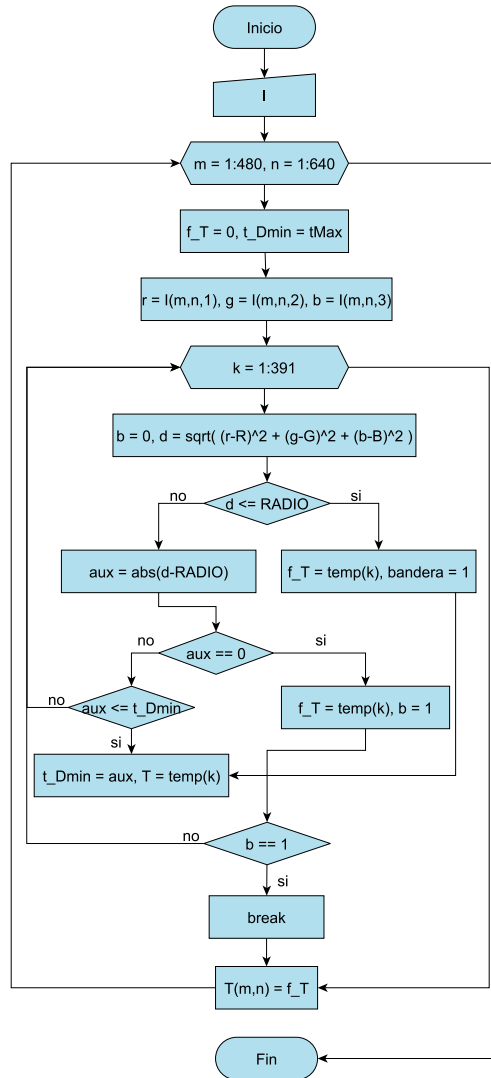 Inicio
I
m = 1:480, n = 1:640
f_T = 0, t_Dmin = tMax
r = I(m,n,1), g = I(m,n,2), b = I(m,n,3)
k = 1:391
b = 0, d = sqrt( (r-R)^2 + (g-G)^2 + (b-B)^2 )
no
d <= RADIO
si
aux = abs(d-RADIO)
f_T = temp(k), bandera = 1
no
aux == 0
si
no
aux <= t_Dmin
f_T = temp(k), b = 1
si
t_Dmin = aux, T = temp(k)
no
b == 1
si
break
T(m,n) = f_T
Fin